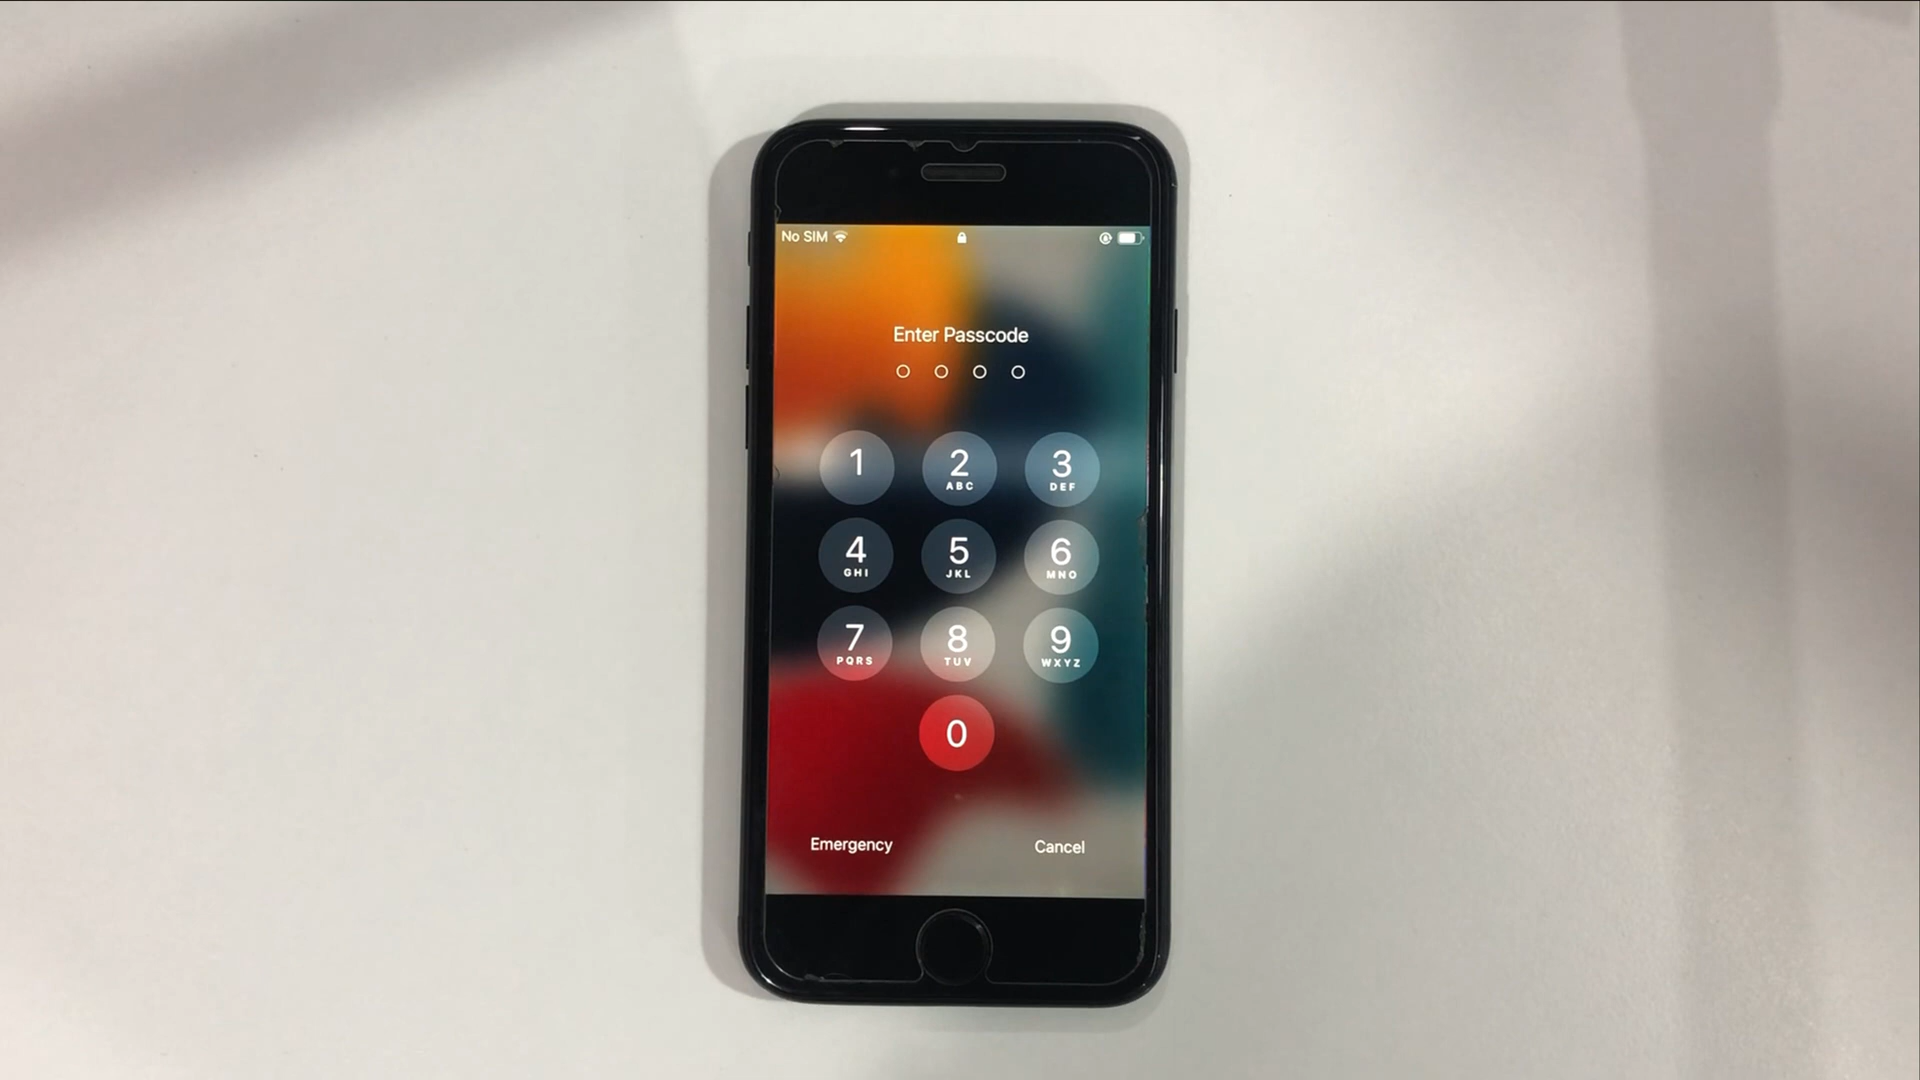 No SIM
Enter Passcode
1 2 3
ABC DEF
4 5 6
GHI JKL MNO
7 8 9
PQRS TUV WXYZ
0
Emergency Cancel